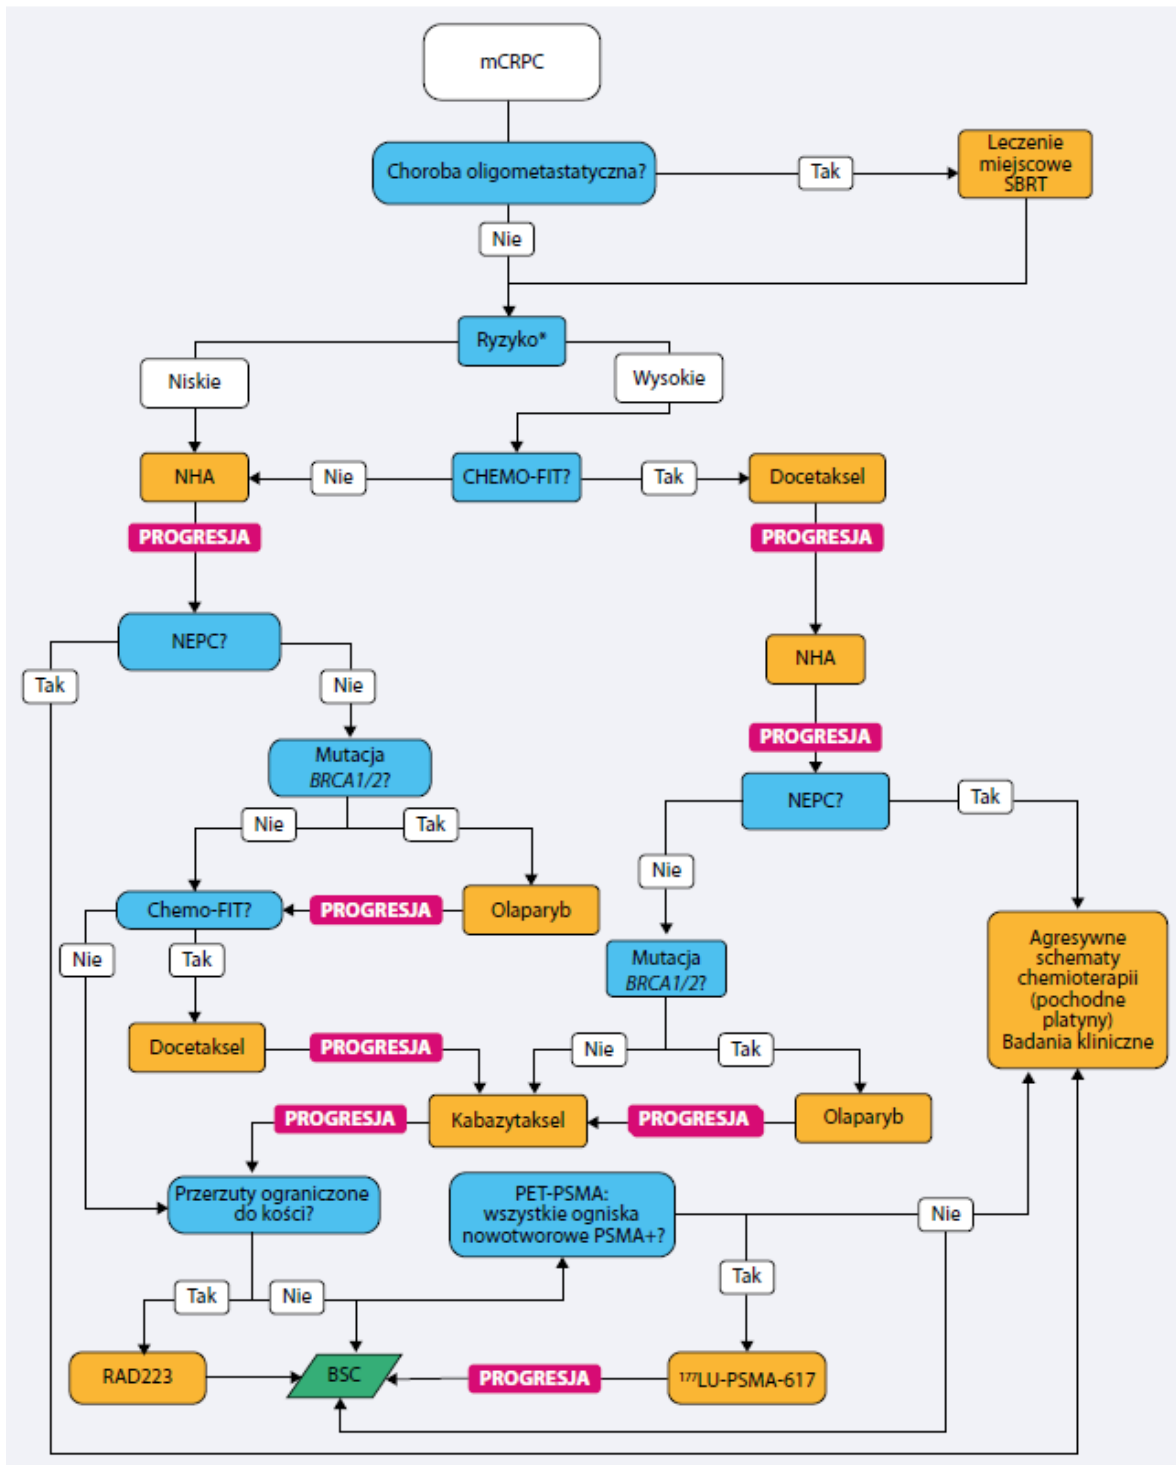 mCRPC
Choroba oligometastatyczna?
Tak
Leczenie
miejscowe
SBRT
Nie
Ryzyko*
Niskie
Wysokie
NHA
Nie
CHEMO-FIT?
Tak
Docetaksel
PROGRESJA
PROGRESJA
NEPC?
NHA
Tak
Nie
PROGRESJA
Mutacja
BRCA1/2?
NEPC?
Tak
Nie
Tak
Nie
Chemo-FIT?
PROGRESJA
Olaparyb
Nie
Tak
Mutacja
BRCA1/2?
Agresywne
schematy
chemioterapii
(pochodne
platyny)
Badania kliniczne
Docetaksel
PROGRESJA
Nie
Tak
PROGRESJA
Kabazytaksel
PROGRESJA
Olaparyb
Przerzuty ograniczone
do kości?
PET-PSMA:
wszystkie ogniska
nowotworowe PSMA+?
Nie
Tak
Tak
Nie
RAD223
BSC
PROGRESJA
¹⁷⁷LU-PSMA-617